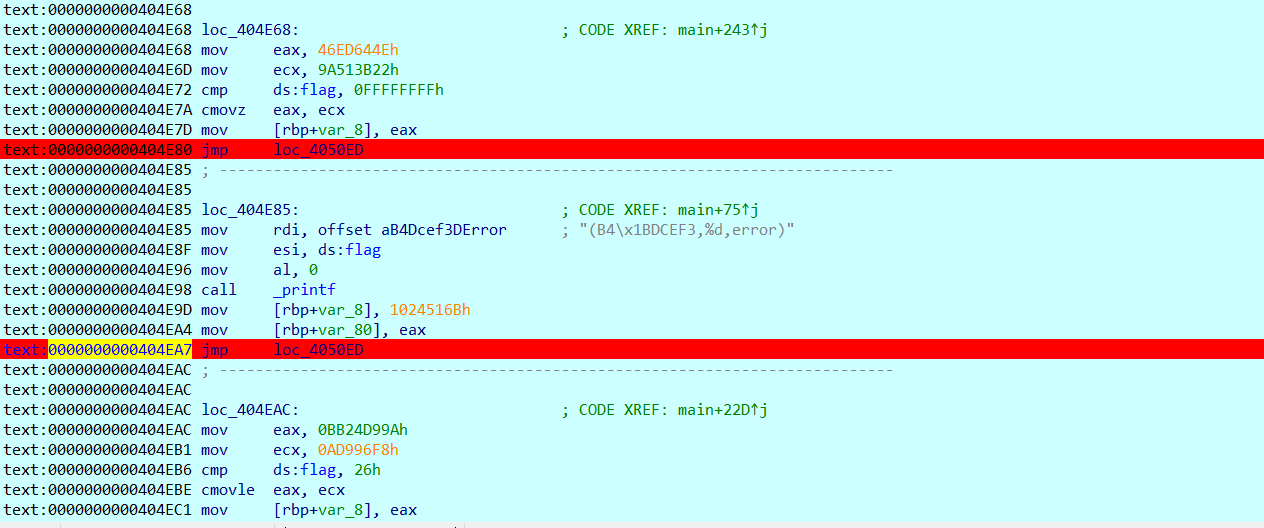 text:0000000000404E68
text:0000000000404E68 loc_404E68: ; CODE XREF: main+243↑j
text:0000000000404E68 mov eax, 46ED644Eh
text:0000000000404E6D mov ecx, 9A513B22h
text:0000000000404E72 cmp ds:flag, 0FFFFFFFFh
text:0000000000404E7A cmovz eax, ecx
text:0000000000404E7D mov [rbp+var_8], eax
text:0000000000404E80 jmp loc_4050ED
text:0000000000404E85 ; ---------------------------------------------------------------------------
text:0000000000404E85
text:0000000000404E85 loc_404E85: ; CODE XREF: main+75↑j
text:0000000000404E85 mov rdi, offset aB4Dcef3DError ; "(B4\x1BDCEF3,%d,error)"
text:0000000000404E8F mov esi, ds:flag
text:0000000000404E96 mov al, 0
text:0000000000404E98 call _printf
text:0000000000404E9D mov [rbp+var_8], 1024516Bh
text:0000000000404EA4 mov [rbp+var_80], eax
text:0000000000404EA7 jmp loc_4050ED
text:0000000000404EAC ; ---------------------------------------------------------------------------
text:0000000000404EAC
text:0000000000404EAC loc_404EAC: ; CODE XREF: main+22D↑j
text:0000000000404EAC mov eax, 0BB24D99Ah
text:0000000000404EB1 mov ecx, 0AD996F8h
text:0000000000404EB6 cmp ds:flag, 26h
text:0000000000404EBE cmovle eax, ecx
text:0000000000404EC1 mov [rbp+var_8], eax